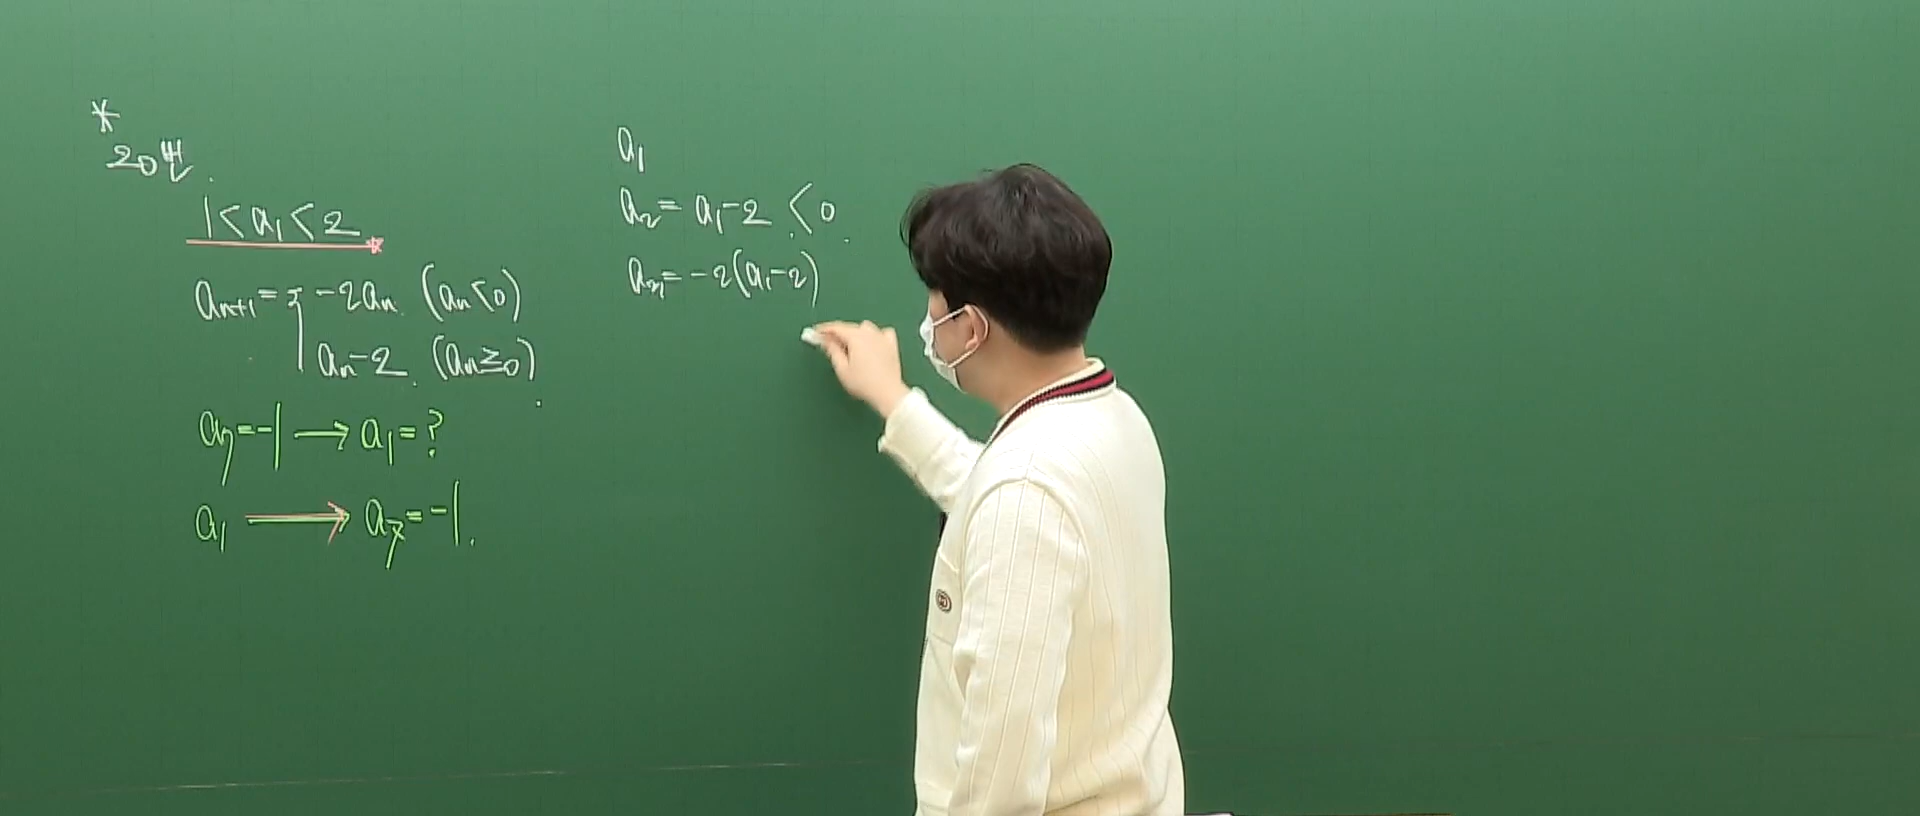 *
20번.
1<a₁<2
aₙ₊₁= { -2aₙ. (aₙ<0)
aₙ-2. (aₙ≥0).
a₇=-1 → a₁=?
a₁ → a₇=-1.
a₁
a₂= a₁-2 <0.
a₃= -2(a₁-2)